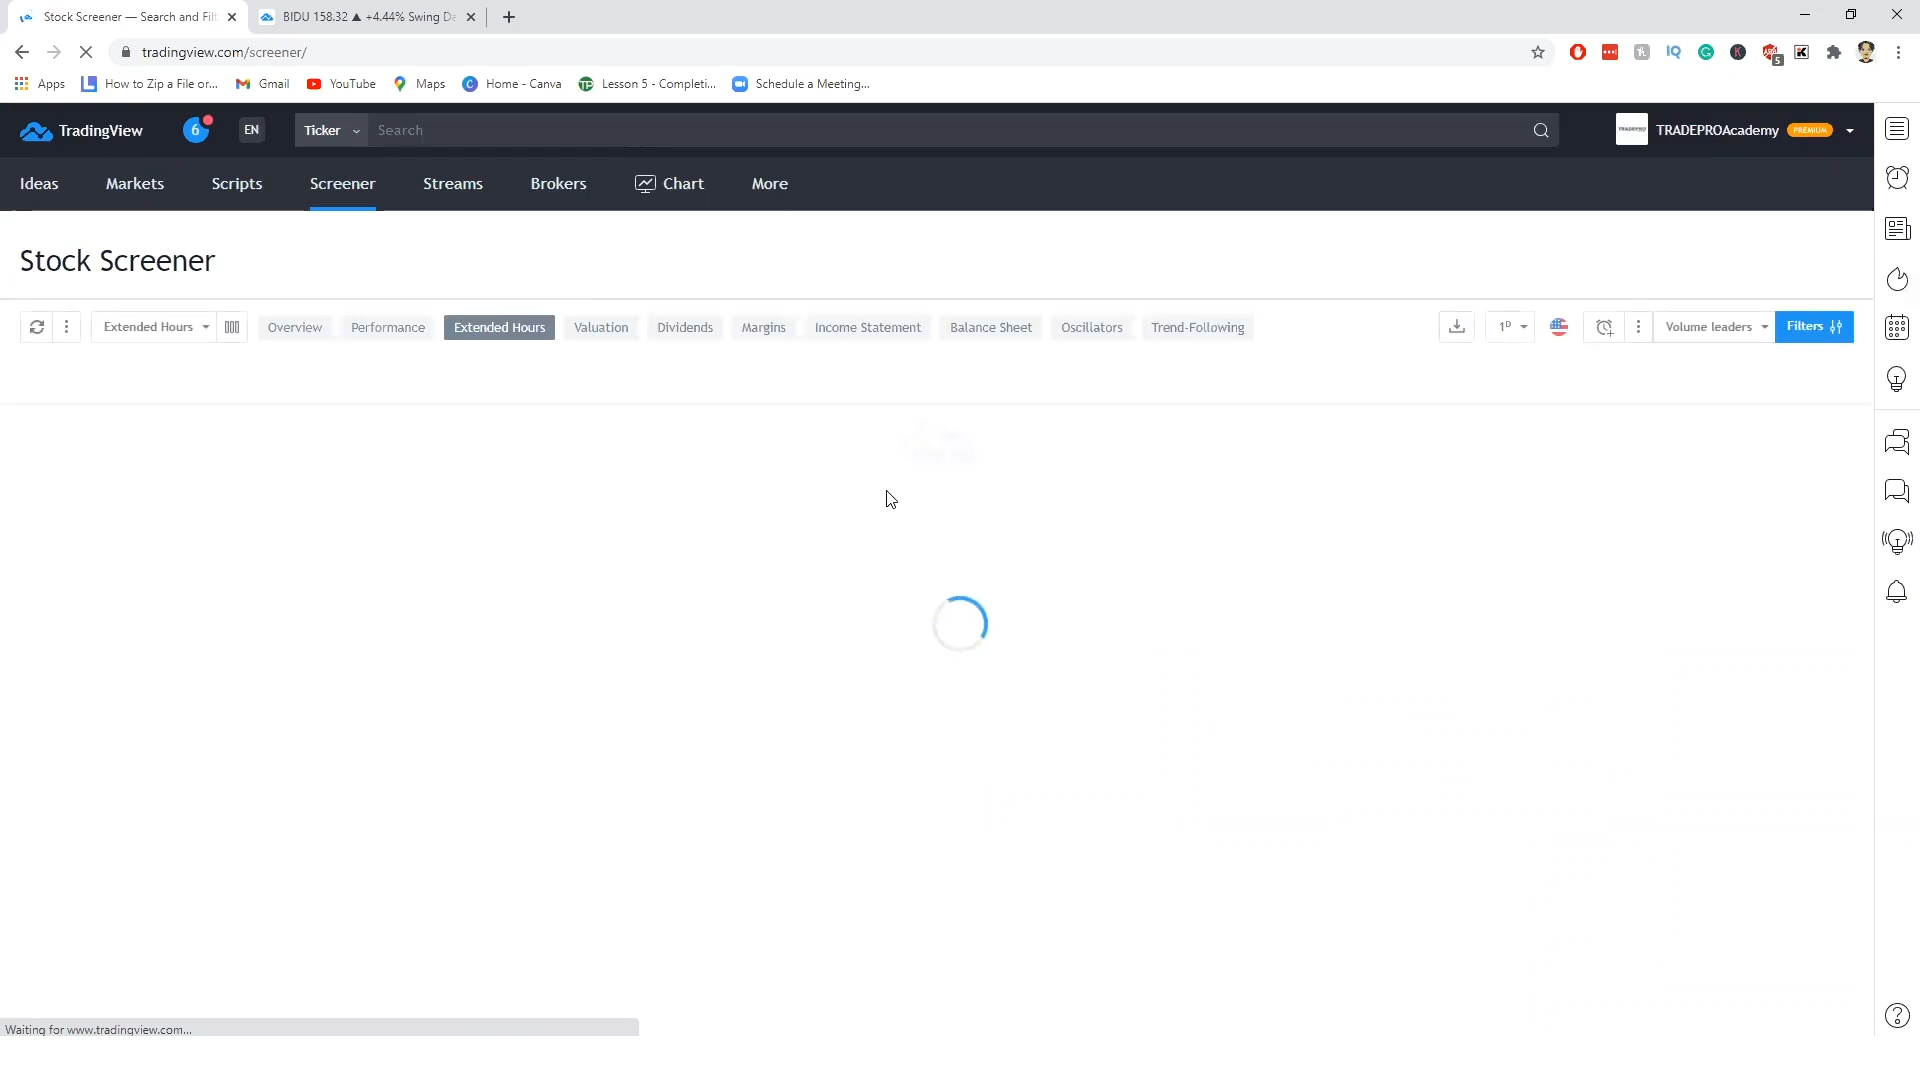 Stock Screener — Search and Filt
BIDU 158.32 ▲ +4.44% Swing Da
tradingview.com/screener/
5
Apps
How to Zip a File or...
Gmail
YouTube
Maps
Home - Canva
Lesson 5 - Completi...
Schedule a Meeting...
TradingView
6
EN
Ticker
Search
TRADEPROAcademy
PREMIUM
Ideas
Markets
Scripts
Screener
Streams
Brokers
Chart
More
Stock Screener
Extended Hours
Overview
Performance
Extended Hours
Valuation
Dividends
Margins
Income Statement
Balance Sheet
Oscillators
Trend-Following
1D
Volume leaders
Filters
Waiting for www.tradingview.com...